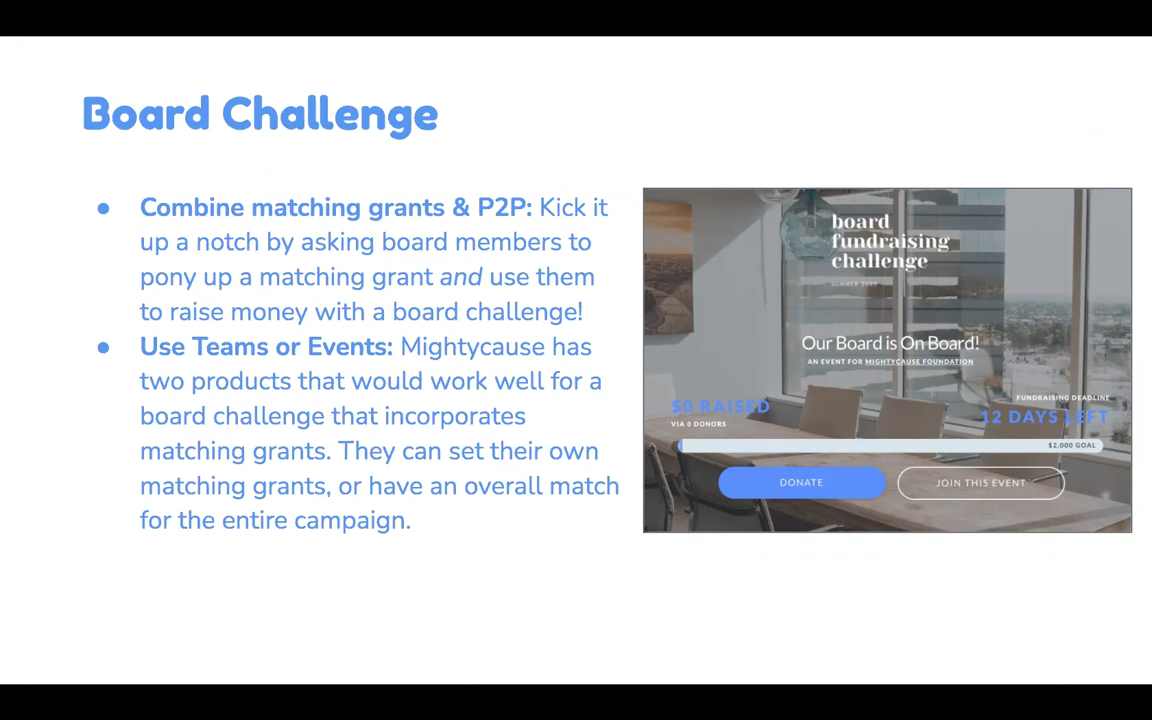 Board Challenge
● Combine matching grants & P2P: Kick it
up a notch by asking board members to
pony up a matching grant and use them
to raise money with a board challenge!
● Use Teams or Events: Mightycause has
two products that would work well for a
board challenge that incorporates
matching grants. They can set their own
matching grants, or have an overall match
for the entire campaign.
board
fundraising
challenge
Our Board is On Board!
AN EVENT FOR MIGHTYCAUSE FOUNDATION
$0 RAISED
VIA 0 DONORS
FUNDRAISING DEADLINE
12 DAYS LEFT
$2,000 GOAL
DONATE
JOIN THIS EVENT